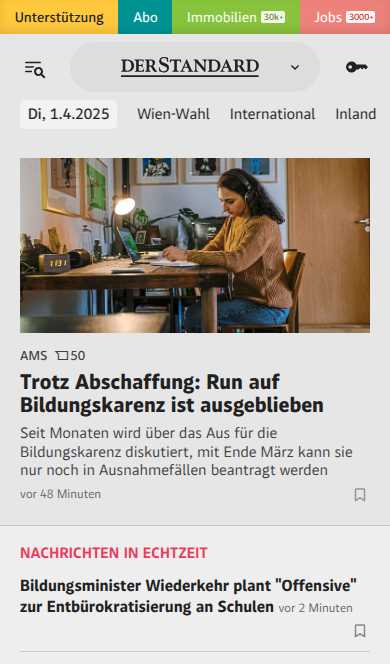 Unterstützung Abo Immobilien 30k+ Jobs 3000+
DERSTANDARD
Di, 1.4.2025 Wien-Wahl International Inland
AMS 50
Trotz Abschaffung: Run auf
Bildungskarenz ist ausgeblieben
Seit Monaten wird über das Aus für die
Bildungskarenz diskutiert, mit Ende März kann sie
nur noch in Ausnahmefällen beantragt werden
vor 48 Minuten
NACHRICHTEN IN ECHTZEIT
Bildungsminister Wiederkehr plant "Offensive"
zur Entbürokratisierung an Schulen vor 2 Minuten